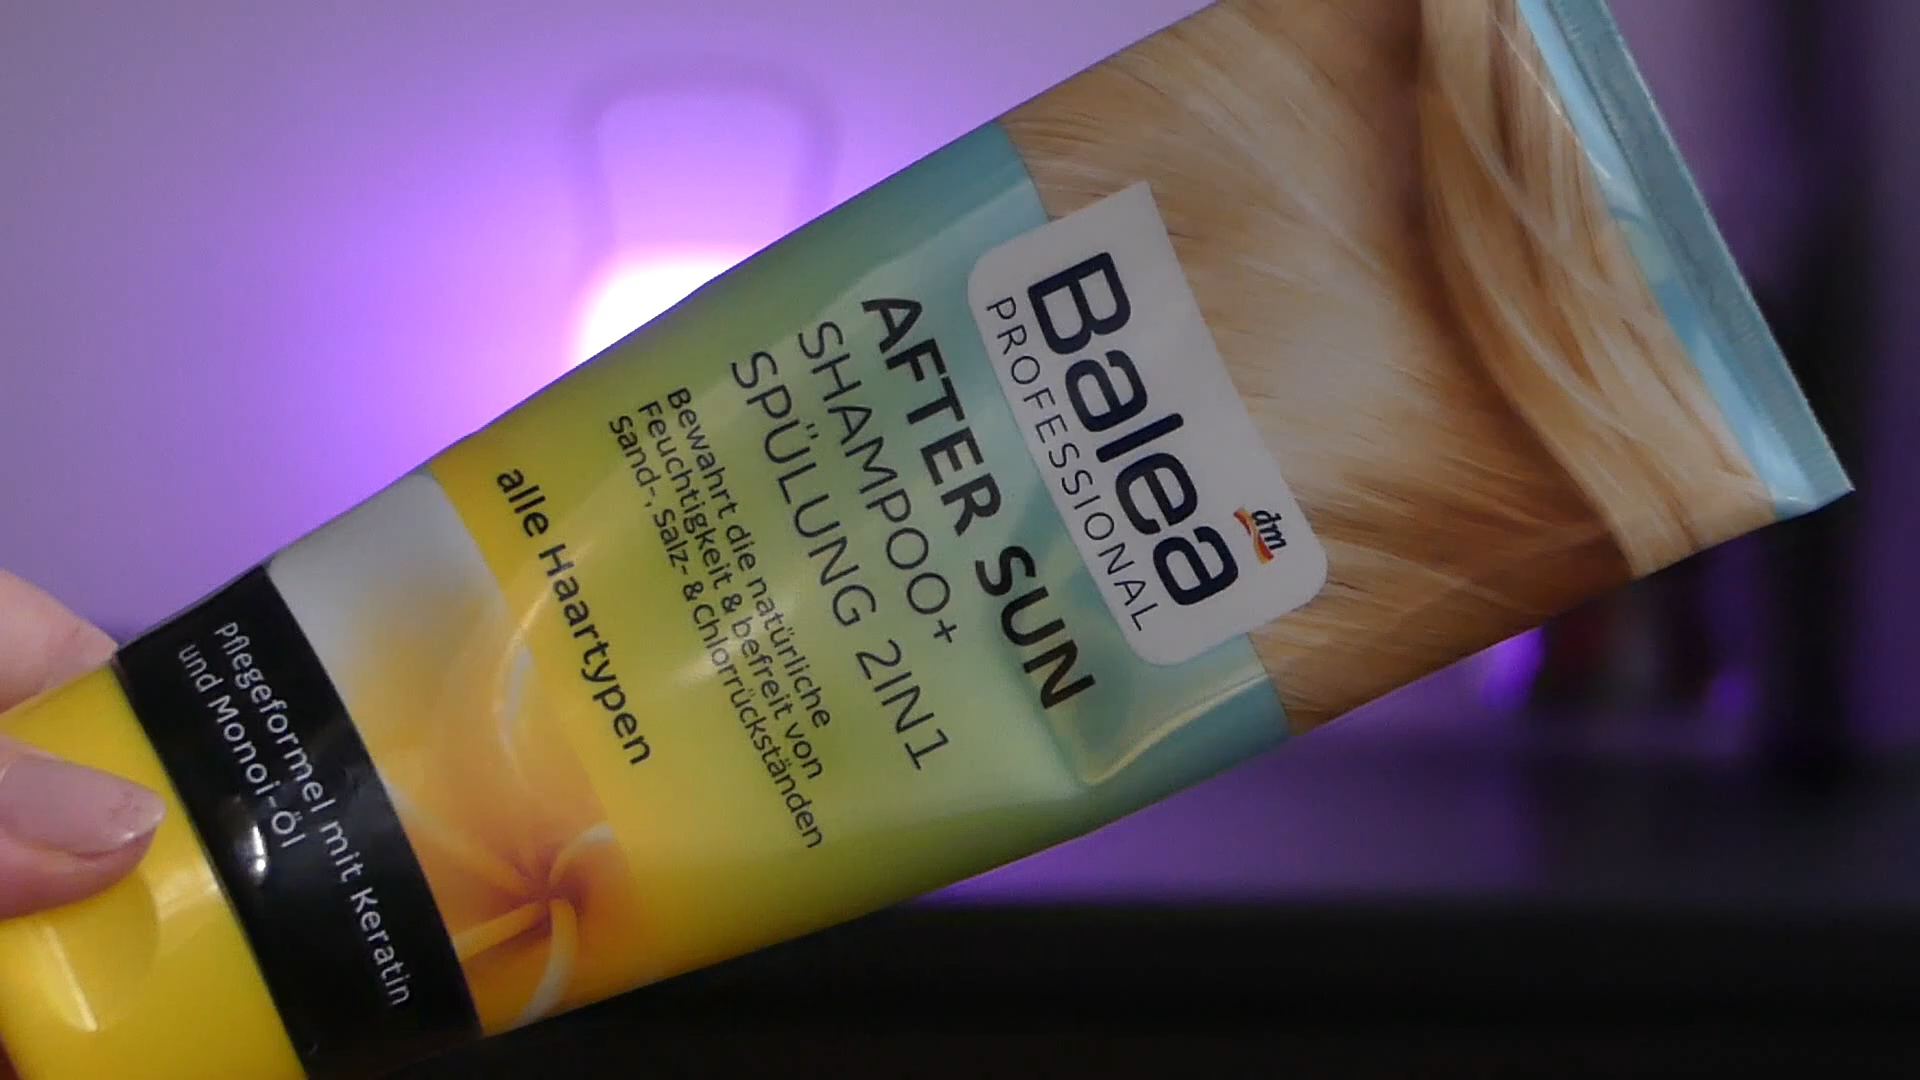 Balea
PROFESSIONAL
dm
AFTER SUN
SHAMPOO+
SPÜLUNG 2IN1
Bewahrt die natürliche
Feuchtigkeit & befreit von
Sand-, Salz- & Chlorrückständen
alle Haartypen
Pflegeformel mit Keratin
und Monoi-Öl